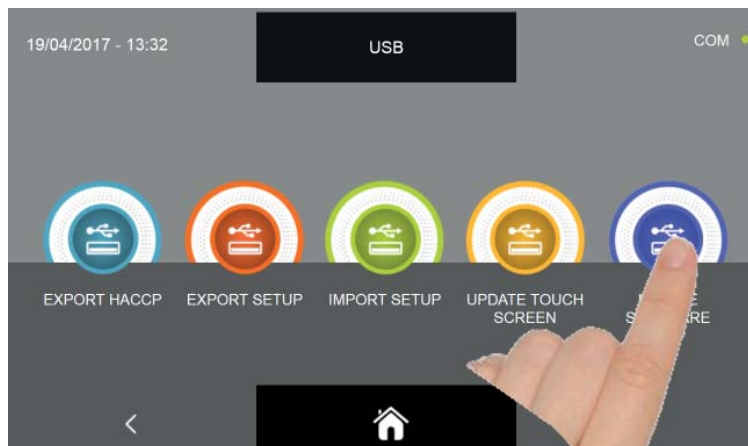 19/04/2017 - 13:32
USB
COM
EXPORT HACCP
EXPORT SETUP
IMPORT SETUP
UPDATE TOUCH
SCREEN